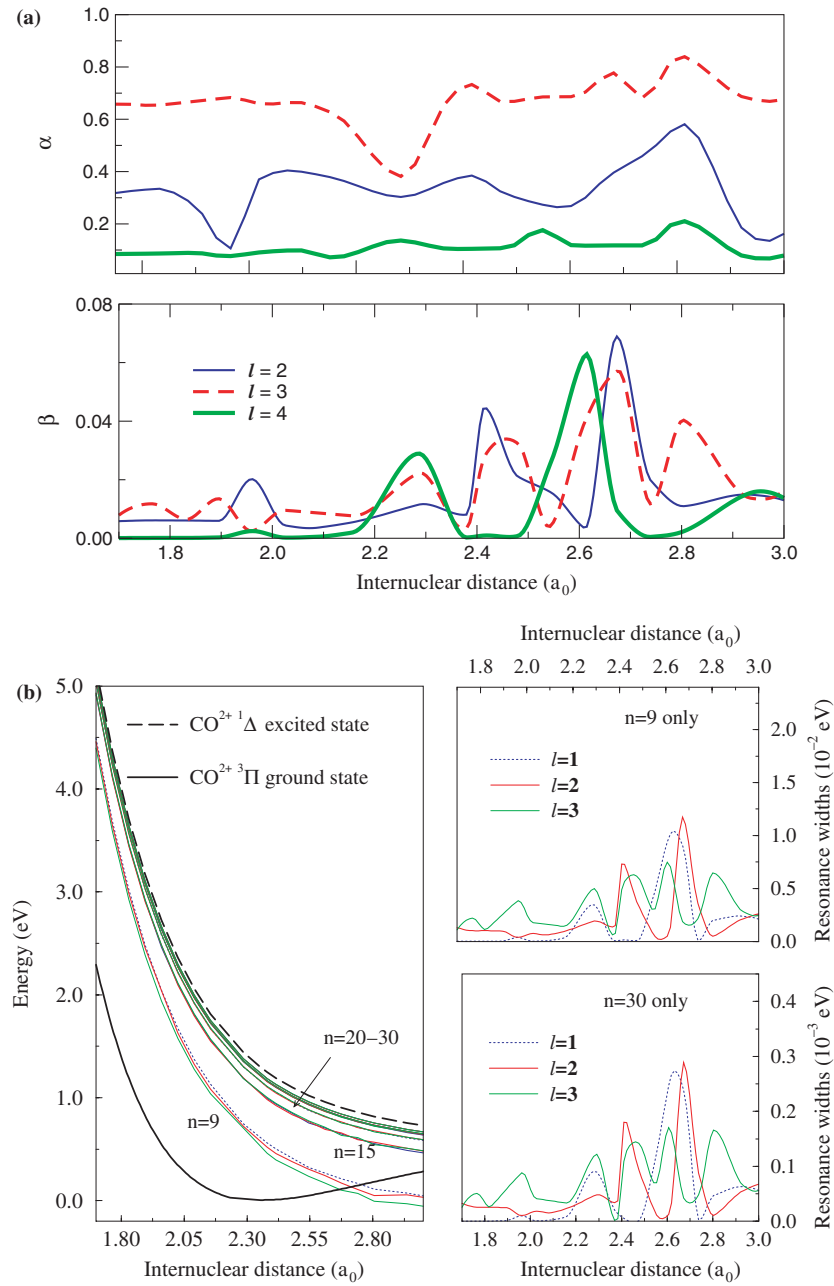 (a)
1.0
0.8
0.6
0.4
0.2
α
0.08
0.04
0.00
β
l = 2
l = 3
l = 4
1.8 2.0 2.2 2.4 2.6 2.8 3.0
Internuclear distance (a0)
(b)
5.0
4.0
3.0
2.0
1.0
0.0
Energy (eV)
CO2+ 1Δ excited state
CO2+ 3Π ground state
n=20–30
n=9
n=15
1.80 2.05 2.30 2.55 2.80
Internuclear distance (a0)
Internuclear distance (a0)
1.8 2.0 2.2 2.4 2.6 2.8 3.0
n=9 only
l=1
l=2
l=3
2.0
1.5
1.0
0.5
0.0
Resonance widths (10−2 eV)
n=30 only
l=1
l=2
l=3
0.4
0.3
0.2
0.1
0.0
Resonance widths (10−3 eV)
1.8 2.0 2.2 2.4 2.6 2.8 3.0
Internuclear distance (a0)